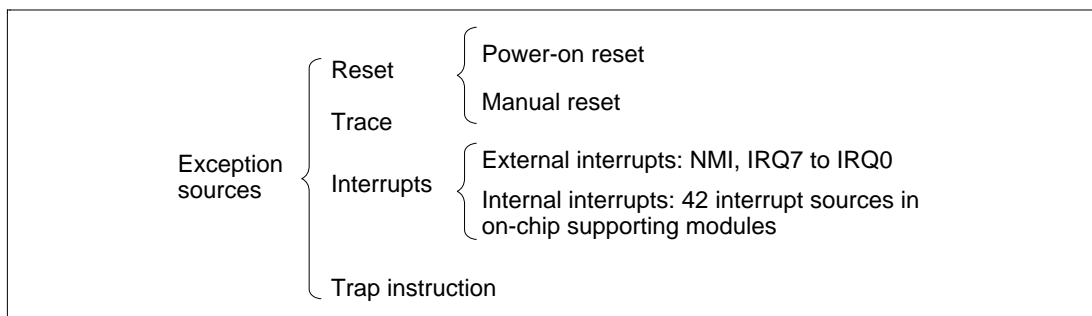 Exception
sources
Reset
Power-on reset
Manual reset
Trace
Interrupts
External interrupts: NMI, IRQ7 to IRQ0
Internal interrupts: 42 interrupt sources in
on-chip supporting modules
Trap instruction